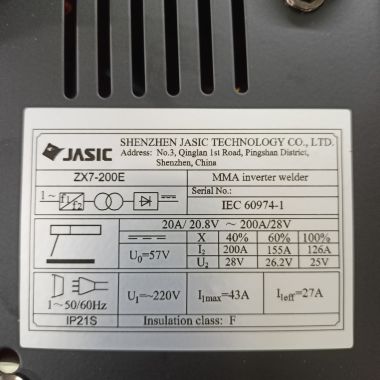 JASIC
SHENZHEN JASIC TECHNOLOGY CO., LTD.
Address: No.3, Qinglan 1st Road, Pingshan District,
Shenzhen, China
ZX7-200E MMA inverter welder
Serial No.:
1~ f1 f2 IEC 60974-1
20A/ 20.8V ~ 200A/28V
X 40% 60% 100%
U0=57V I2 200A 155A 126A
U2 28V 26.2V 25V
1~50/60Hz U1=~220V I1max=43A I1eff=27A
IP21S Insulation class: F